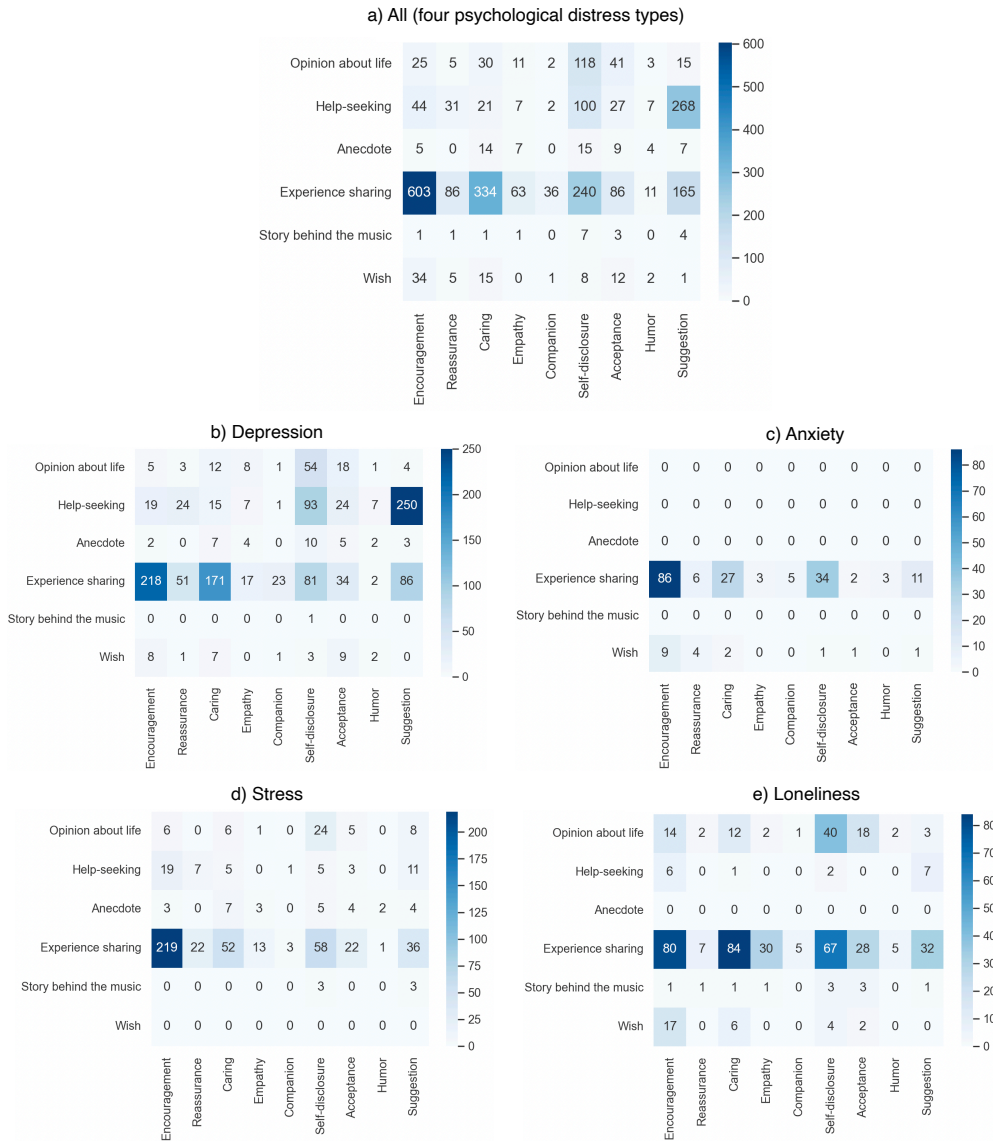 a) All (four psychological distress types)
Opinion about life 25 5 30 11 2 118 41 3 15
Help-seeking 44 31 21 7 2 100 27 7 268
Anecdote 5 0 14 7 0 15 9 4 7
Experience sharing 603 86 334 63 36 240 86 11 165
Story behind the music 1 1 1 1 0 7 3 0 4
Wish 34 5 15 0 1 8 12 2 1
Encouragement Reassurance Caring Empathy Companion Self-disclosure Acceptance Humor Suggestion
600
500
400
300
200
100
0
b) Depression
Opinion about life 5 3 12 8 1 54 18 1 4
Help-seeking 19 24 15 7 1 93 24 7 250
Anecdote 2 0 7 4 0 10 5 2 3
Experience sharing 218 51 171 17 23 81 34 2 86
Story behind the music 0 0 0 0 0 1 0 0 0
Wish 8 1 7 0 1 3 9 2 0
Encouragement Reassurance Caring Empathy Companion Self-disclosure Acceptance Humor Suggestion
250
200
150
100
50
0
c) Anxiety
Opinion about life 0 0 0 0 0 0 0 0 0
Help-seeking 0 0 0 0 0 0 0 0 0
Anecdote 0 0 0 0 0 0 0 0 0
Experience sharing 86 6 27 3 5 34 2 3 11
Story behind the music 0 0 0 0 0 0 0 0 0
Wish 9 4 2 0 0 1 1 0 1
Encouragement Reassurance Caring Empathy Companion Self-disclosure Acceptance Humor Suggestion
80
70
60
50
40
30
20
10
0
d) Stress
Opinion about life 6 0 6 1 0 24 5 0 8
Help-seeking 19 7 5 0 1 5 3 0 11
Anecdote 3 0 7 3 0 5 4 2 4
Experience sharing 219 22 52 13 3 58 22 1 36
Story behind the music 0 0 0 0 0 3 0 0 3
Wish 0 0 0 0 0 0 0 0 0
Encouragement Reassurance Caring Empathy Companion Self-disclosure Acceptance Humor Suggestion
200
175
150
125
100
75
50
25
0
e) Loneliness
Opinion about life 14 2 12 2 1 40 18 2 3
Help-seeking 6 0 1 0 0 2 0 0 7
Anecdote 0 0 0 0 0 0 0 0 0
Experience sharing 80 7 84 30 5 67 28 5 32
Story behind the music 1 1 1 1 0 3 3 0 1
Wish 17 0 6 0 0 4 2 0 0
Encouragement Reassurance Caring Empathy Companion Self-disclosure Acceptance Humor Suggestion
80
70
60
50
40
30
20
10
0